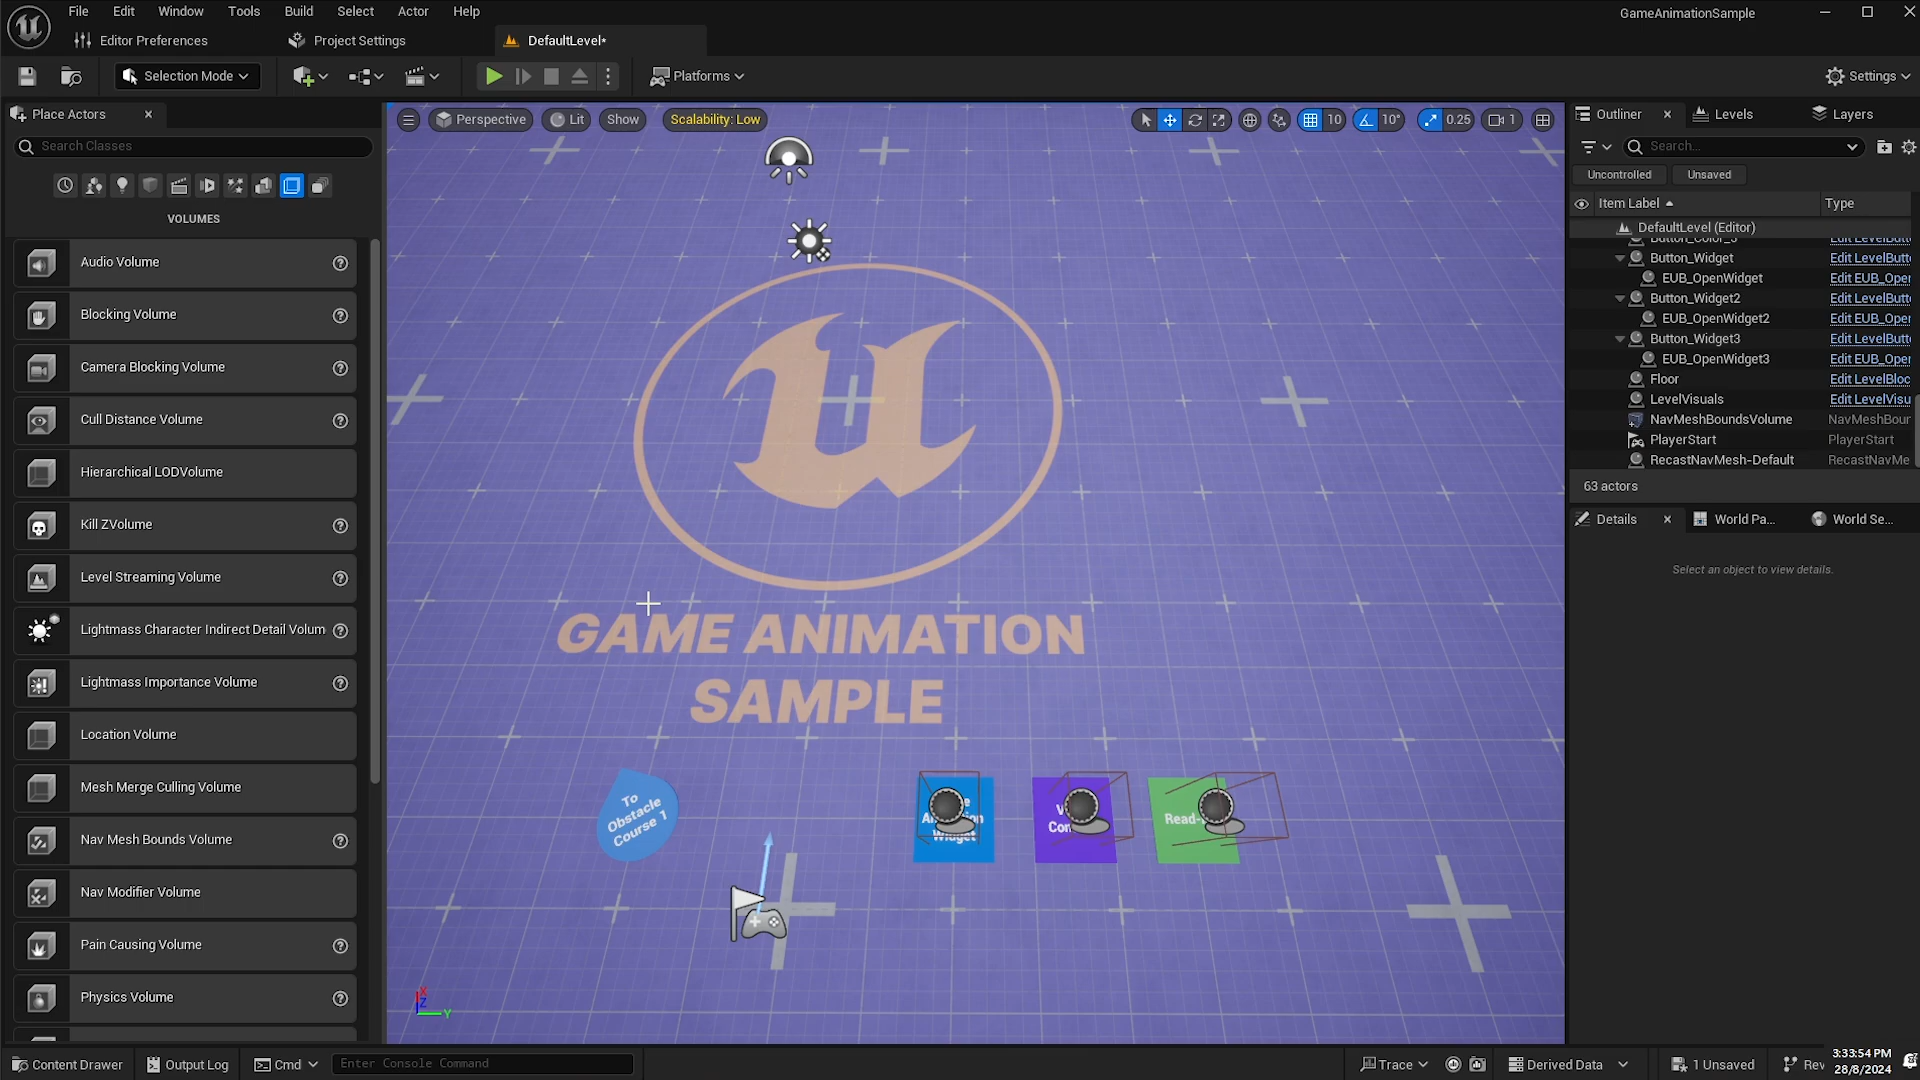 File Edit Window Tools Build Select Actor Help
GameAnimationSample
Editor Preferences
Project Settings
DefaultLevel*
Selection Mode
Platforms
Settings
Place Actors
Search Classes
VOLUMES
Audio Volume
Blocking Volume
Camera Blocking Volume
Cull Distance Volume
Hierarchical LODVolume
Kill ZVolume
Level Streaming Volume
Lightmass Character Indirect Detail Volum
Lightmass Importance Volume
Location Volume
Mesh Merge Culling Volume
Nav Mesh Bounds Volume
Nav Modifier Volume
Pain Causing Volume
Physics Volume
Perspective Lit Show Scalability: Low
10 10° 0.25 1
GAME ANIMATION
SAMPLE
To
Obstacle
Course 1
Widget
Read-
X
Z
Y
Outliner Levels Layers
Search...
Uncontrolled Unsaved
Item Label Type
DefaultLevel (Editor)
Button_Color_3 Edit LevelButt
Button_Widget Edit LevelButt
EUB_OpenWidget Edit EUB_Oper
Button_Widget2 Edit LevelButt
EUB_OpenWidget2 Edit EUB_Oper
Button_Widget3 Edit LevelButt
EUB_OpenWidget3 Edit EUB_Oper
Floor Edit LevelBloc
LevelVisuals Edit LevelVisu
NavMeshBoundsVolume NavMeshBour
PlayerStart PlayerStart
RecastNavMesh-Default RecastNavMe
63 actors
Details World Pa... World Se...
Select an object to view details.
Content Drawer Output Log Cmd Enter Console Command
Trace Derived Data 1 Unsaved Rev
3:33:54 PM
28/8/2024